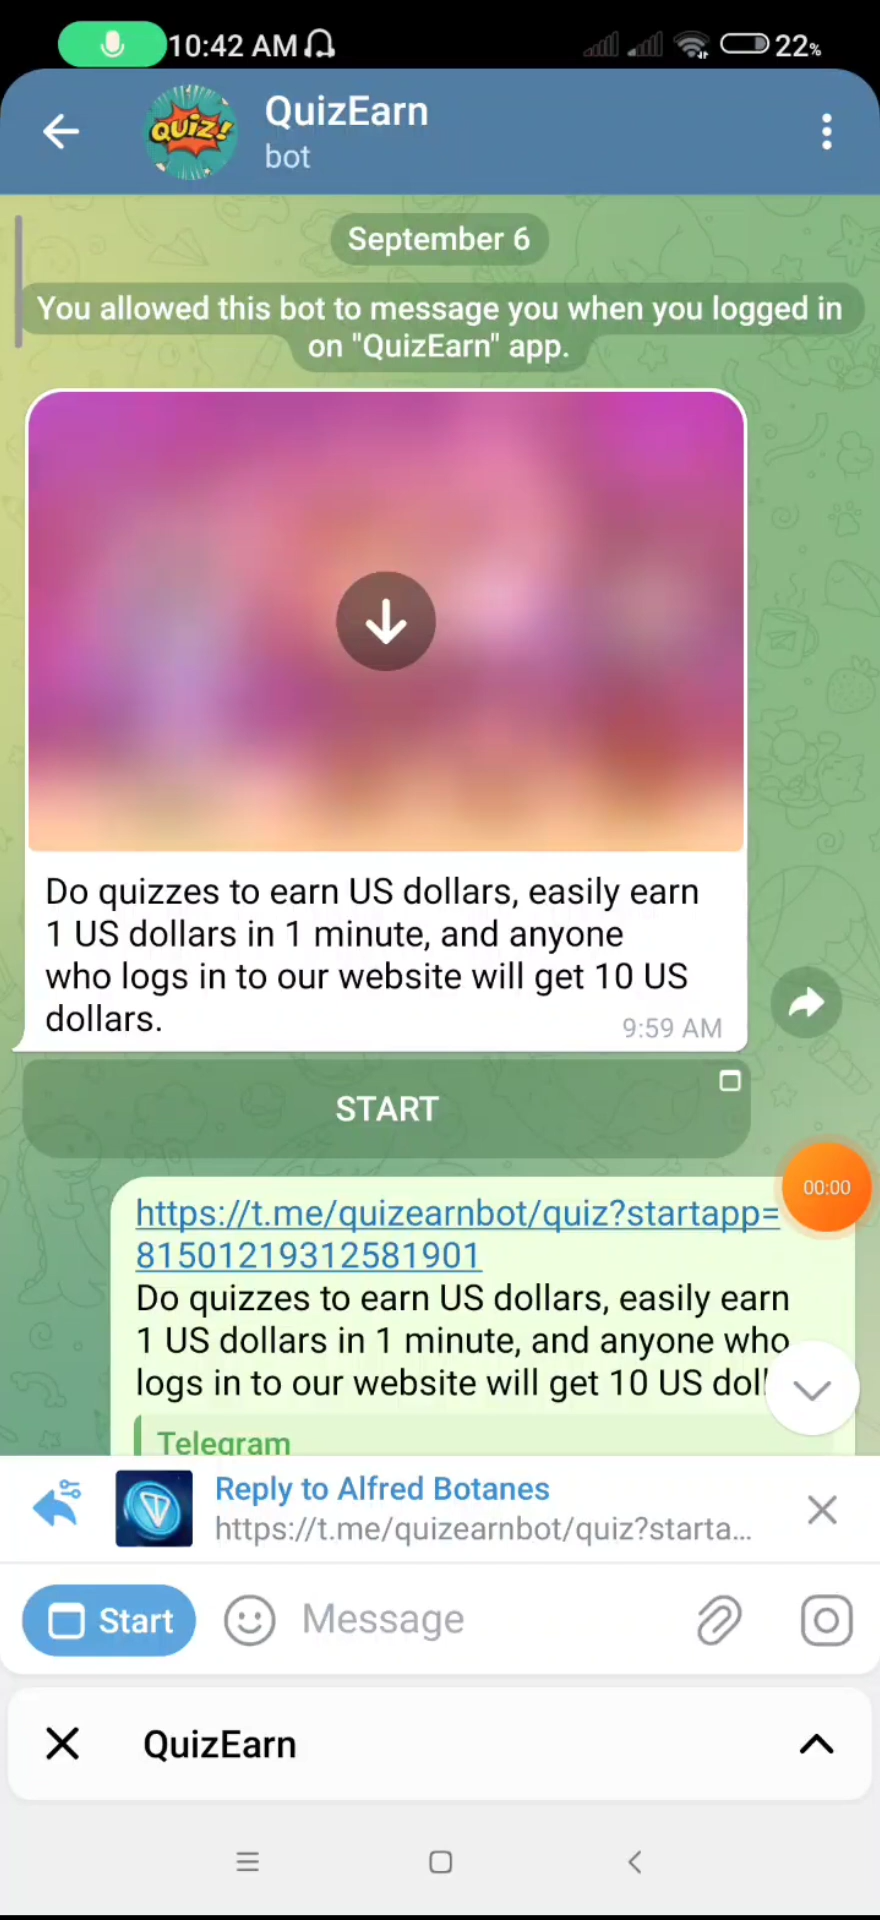 10:42 AM
22%
QUIZ!
QuizEarn
bot
September 6
You allowed this bot to message you when you logged in
on "QuizEarn" app.
Do quizzes to earn US dollars, easily earn
1 US dollars in 1 minute, and anyone
who logs in to our website will get 10 US
dollars.
9:59 AM
START
00:00
https://t.me/quizearnbot/quiz?startapp=
81501219312581901
Do quizzes to earn US dollars, easily earn
1 US dollars in 1 minute, and anyone who
logs in to our website will get 10 US doll
Telegram
Reply to Alfred Botanes
https://t.me/quizearnbot/quiz?starta...
Start
Message
QuizEarn